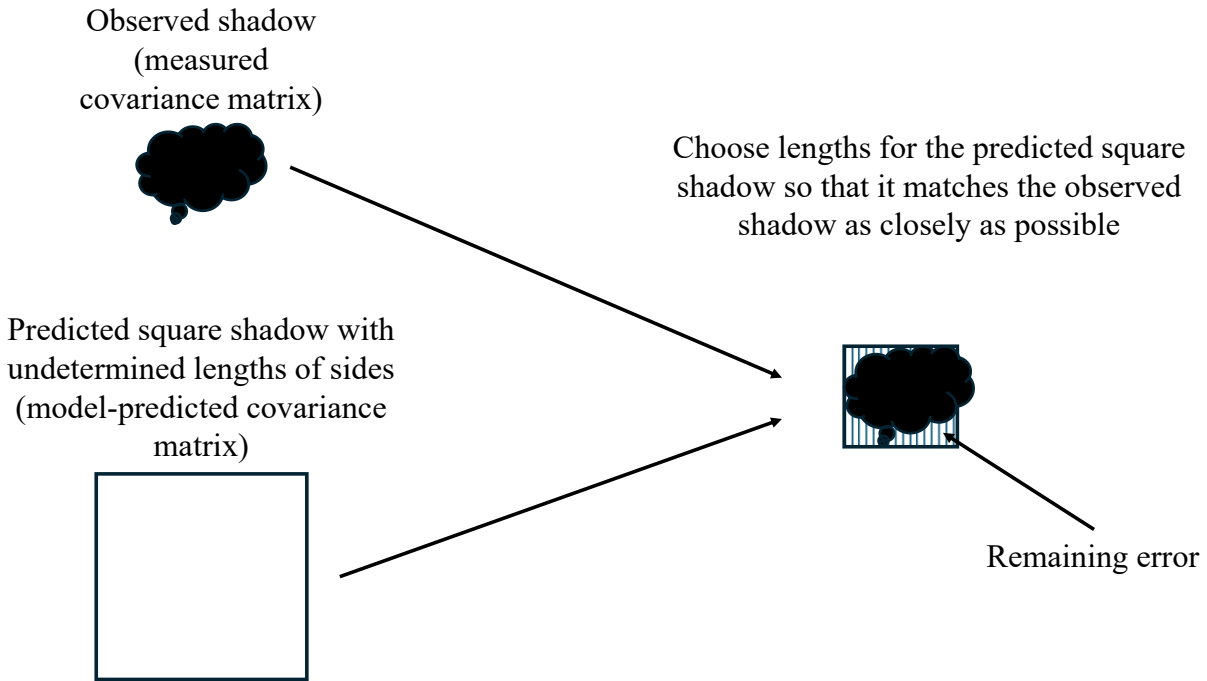 Observed shadow
(measured
covariance matrix)
Choose lengths for the predicted square
shadow so that it matches the observed
shadow as closely as possible
Predicted square shadow with
undetermined lengths of sides
(model-predicted covariance
matrix)
Remaining error